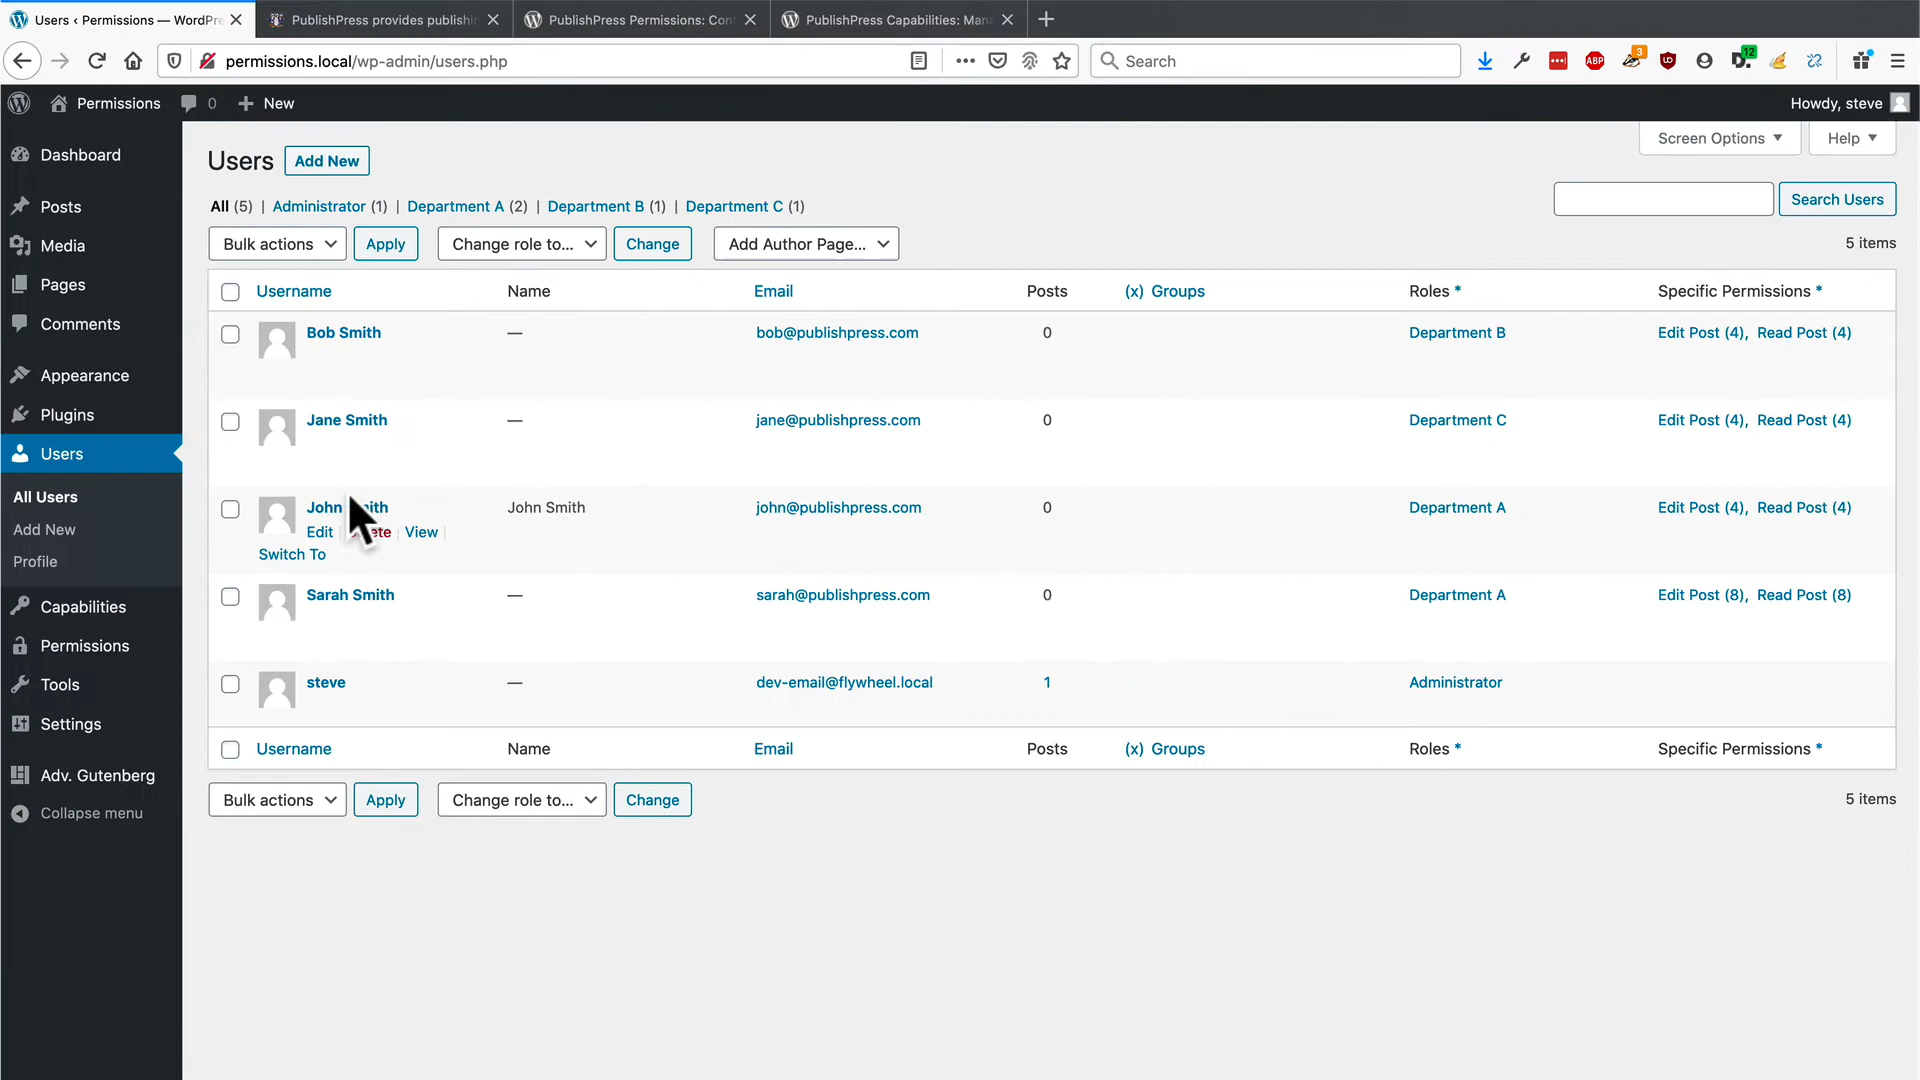 Users ‹ Permissions — WordPre
PublishPress provides publishin
PublishPress Permissions: Con
PublishPress Capabilities: Man
permissions.local/wp-admin/users.php
Search
3
ABP
12
Permissions
0
New
Howdy, steve
Dashboard
Posts
Media
Pages
Comments
Appearance
Plugins
Users
All Users
Add New
Profile
Capabilities
Permissions
Tools
Settings
Adv. Gutenberg
Collapse menu
Screen Options
Help
Users
Add New
All (5) | Administrator (1) | Department A (2) | Department B (1) | Department C (1)
Search Users
Bulk actions
Apply
Change role to...
Change
Add Author Page...
5 items
Username Name Email Posts (x) Groups Roles * Specific Permissions *
Bob Smith — bob@publishpress.com 0 Department B Edit Post (4), Read Post (4)
Jane Smith — jane@publishpress.com 0 Department C Edit Post (4), Read Post (4)
John Smith John Smith john@publishpress.com 0 Department A Edit Post (4), Read Post (4)
Edit | View |
Switch To
Sarah Smith — sarah@publishpress.com 0 Department A Edit Post (8), Read Post (8)
steve — dev-email@flywheel.local 1 Administrator
Username Name Email Posts (x) Groups Roles * Specific Permissions *
Bulk actions
Apply
Change role to...
Change
5 items